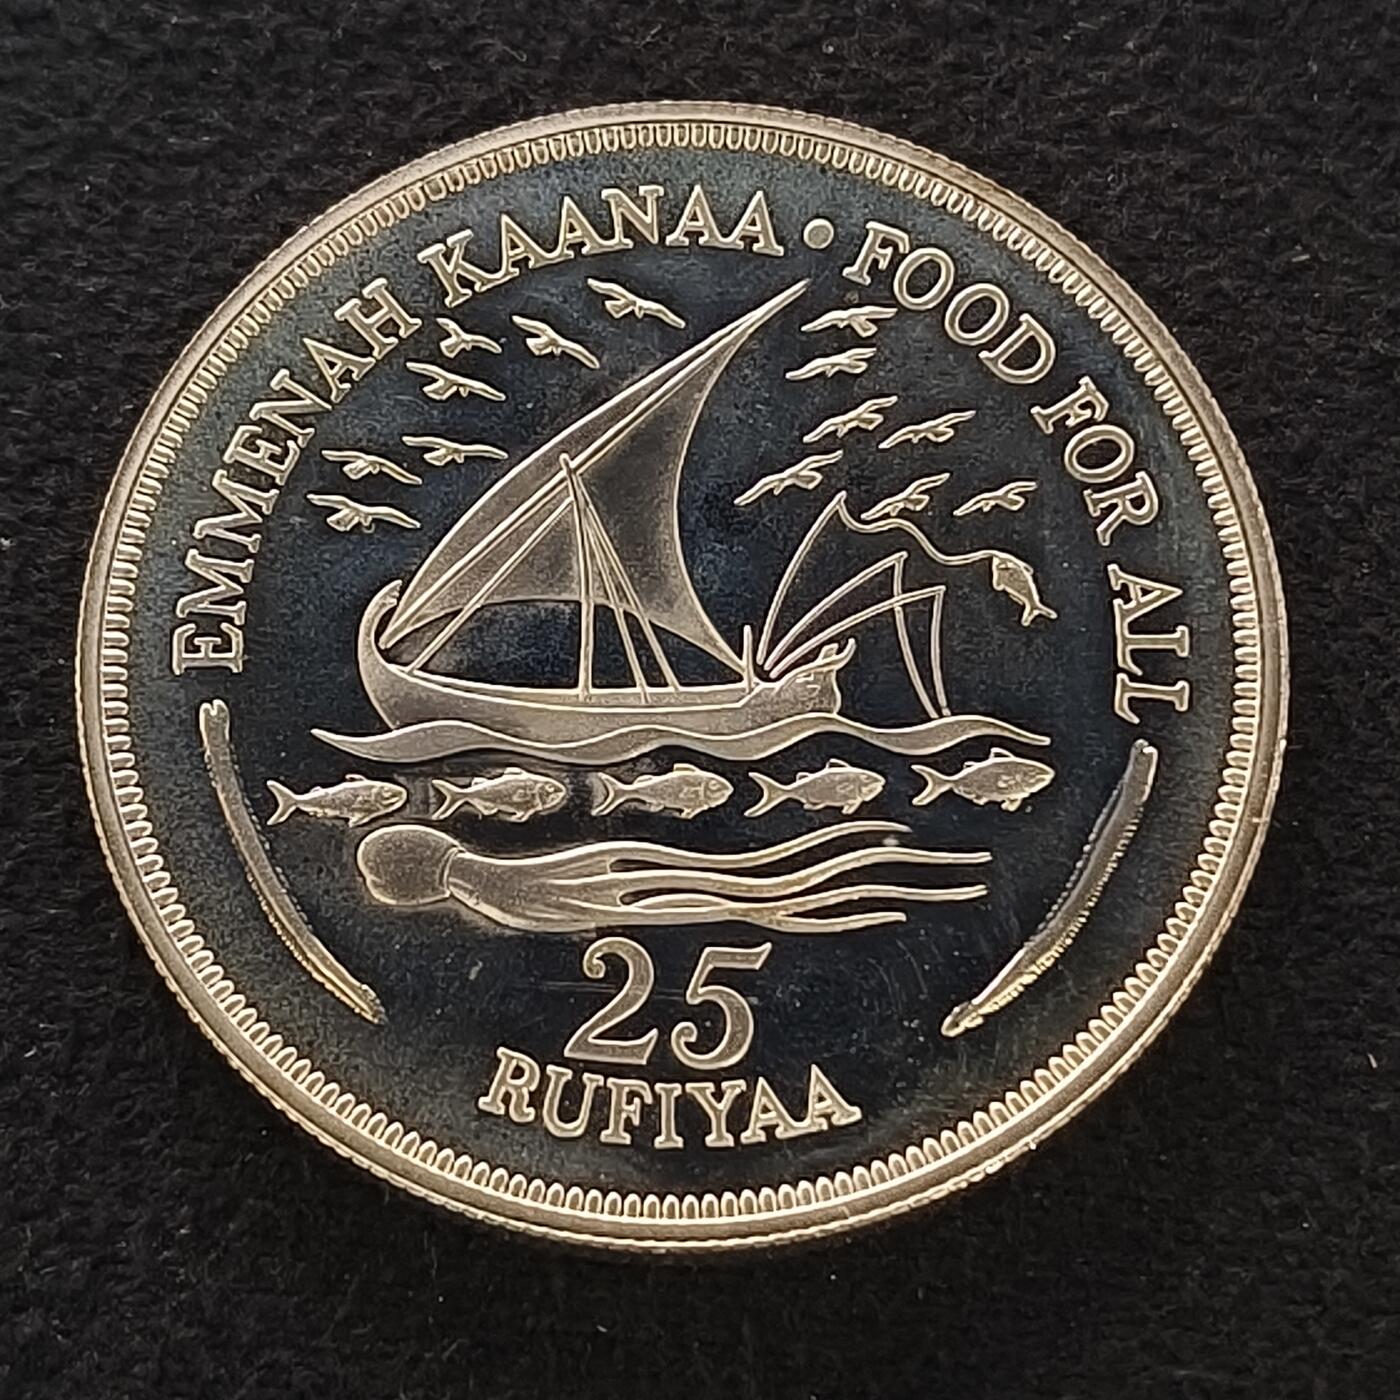 EMMENAH KAANAA • FOOD FOR ALL
25
RUFIYAA